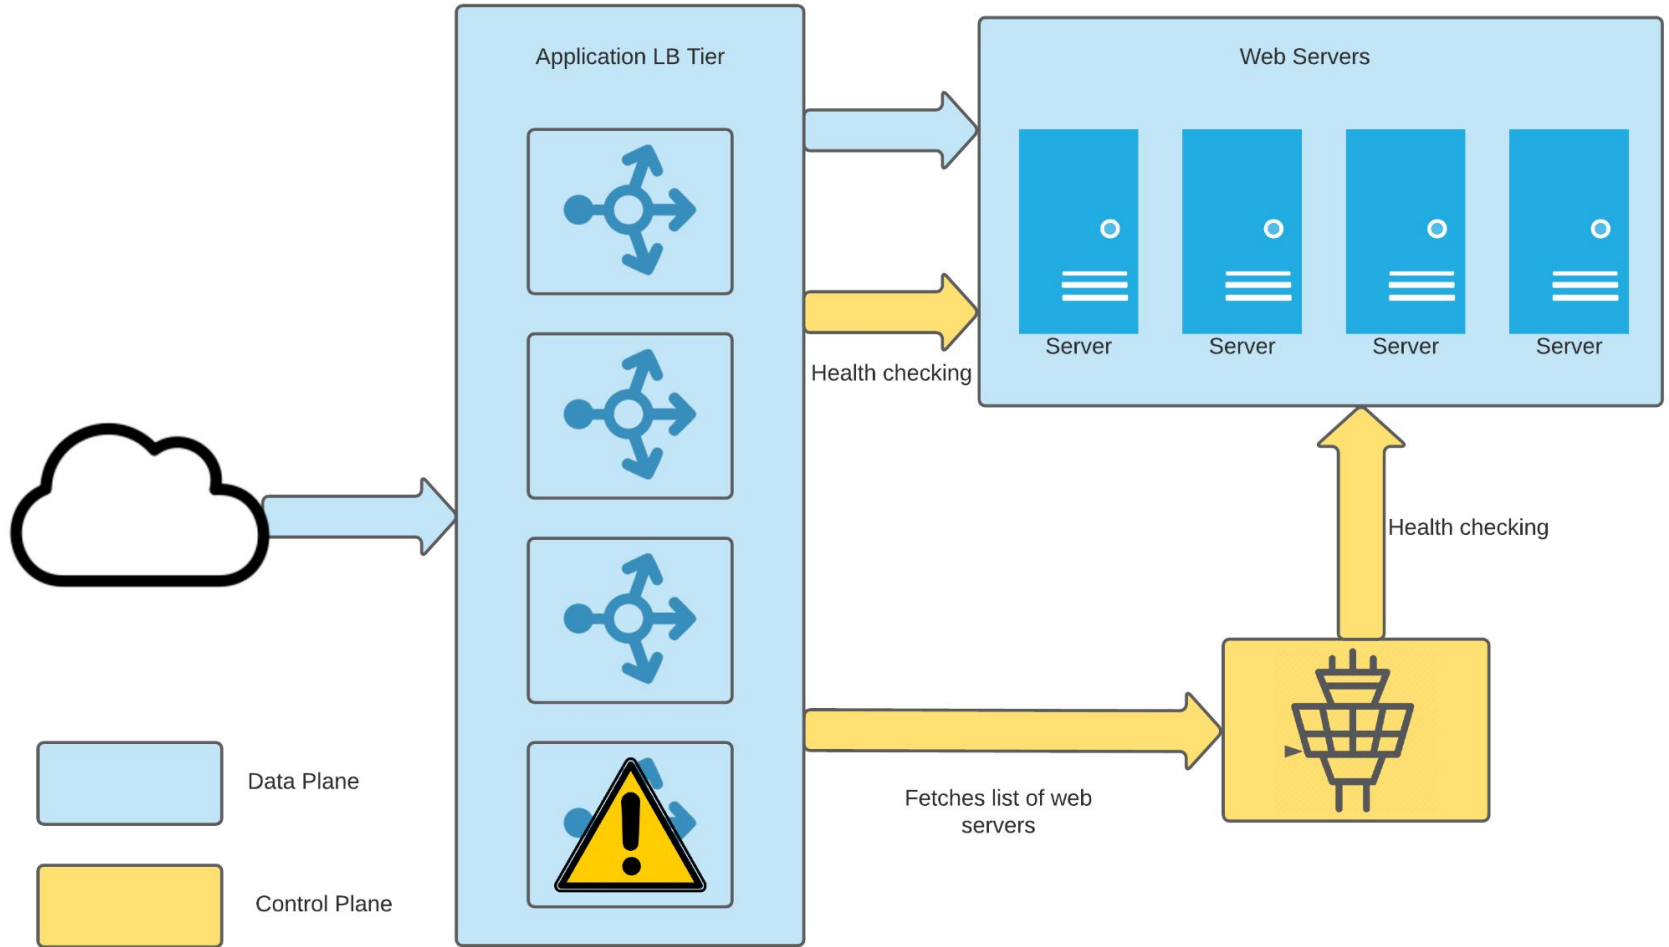 Application LB Tier
Web Servers
Server
Server
Server
Server
Health checking
Health checking
Data Plane
Fetches list of web
servers
Control Plane